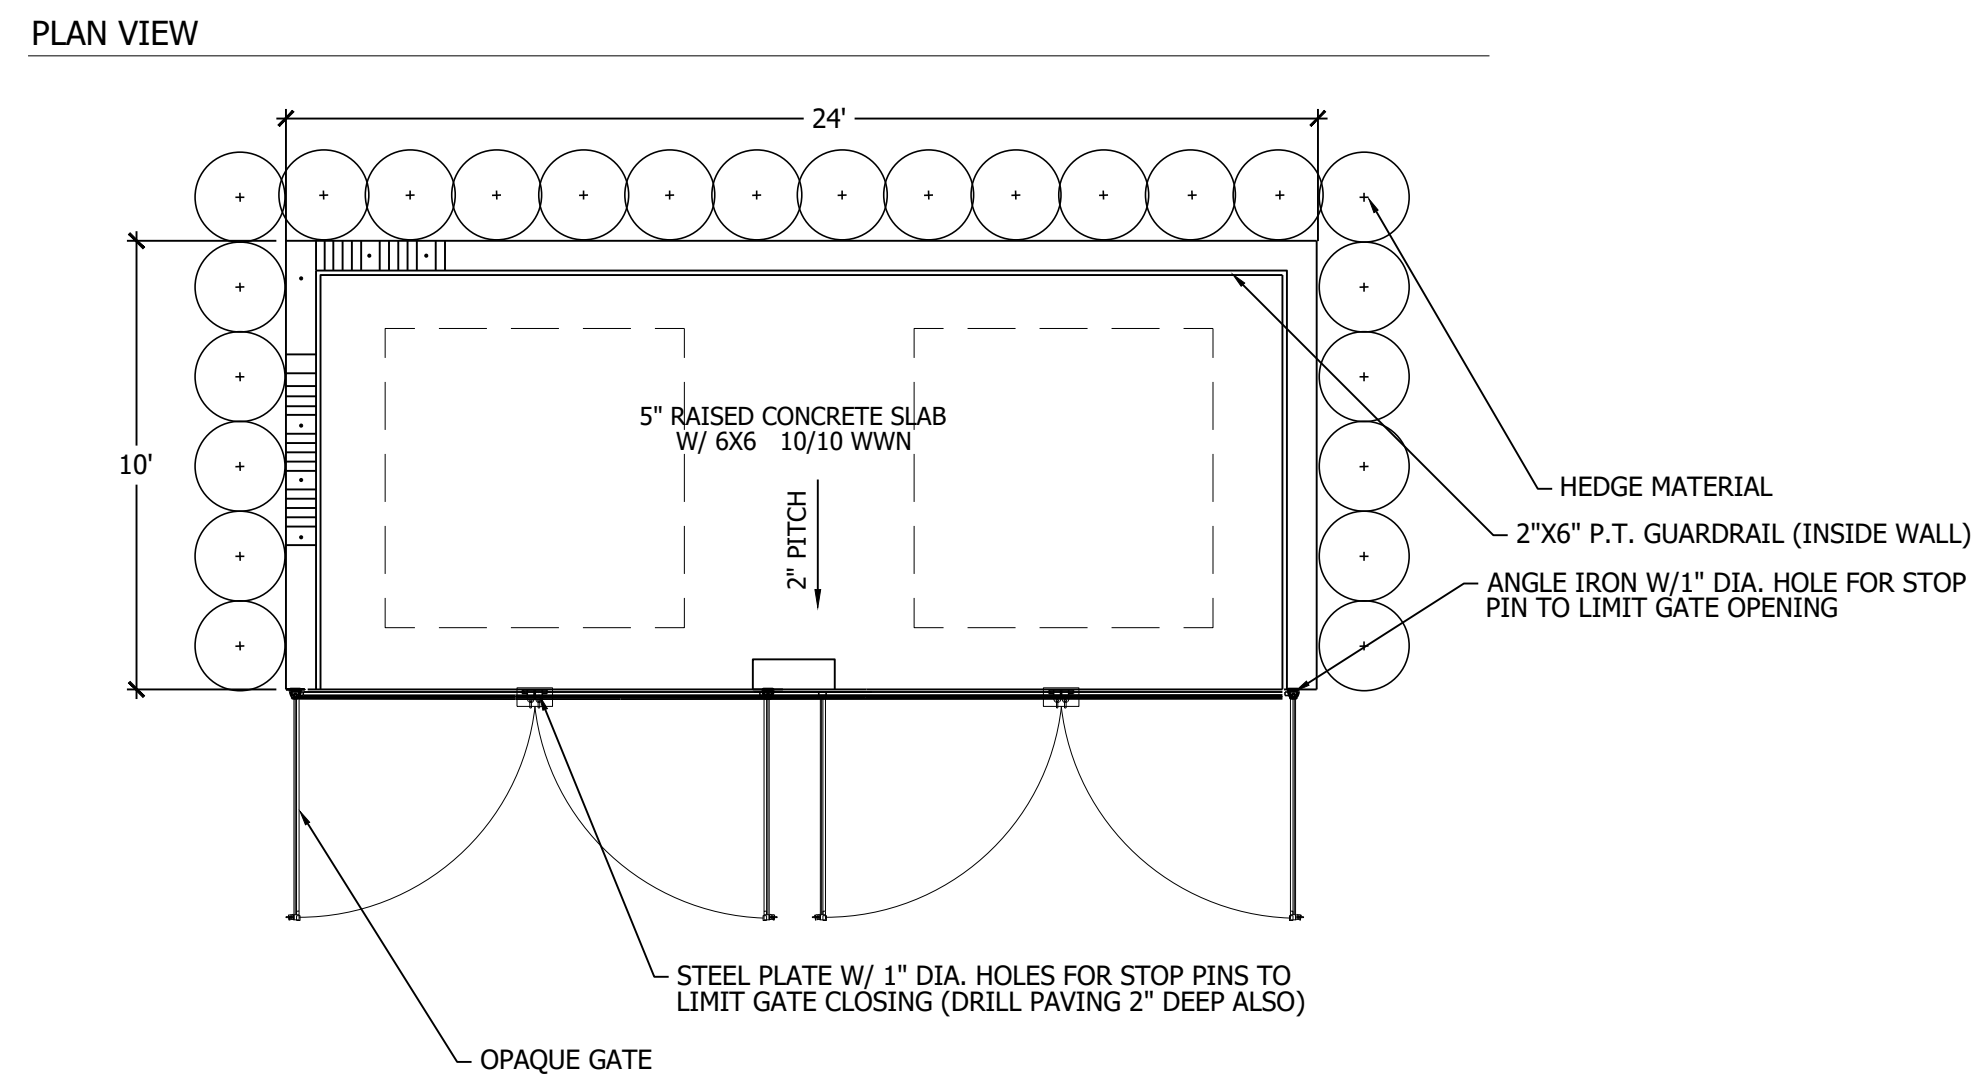 PLAN VIEW
24'
10'
5" RAISED CONCRETE SLAB
W/ 6X6 10/10 WWN
2" PITCH
HEDGE MATERIAL
2"X6" P.T. GUARDRAIL (INSIDE WALL)
ANGLE IRON W/1" DIA. HOLE FOR STOP
PIN TO LIMIT GATE OPENING
STEEL PLATE W/ 1" DIA. HOLES FOR STOP PINS TO
LIMIT GATE CLOSING (DRILL PAVING 2" DEEP ALSO)
OPAQUE GATE